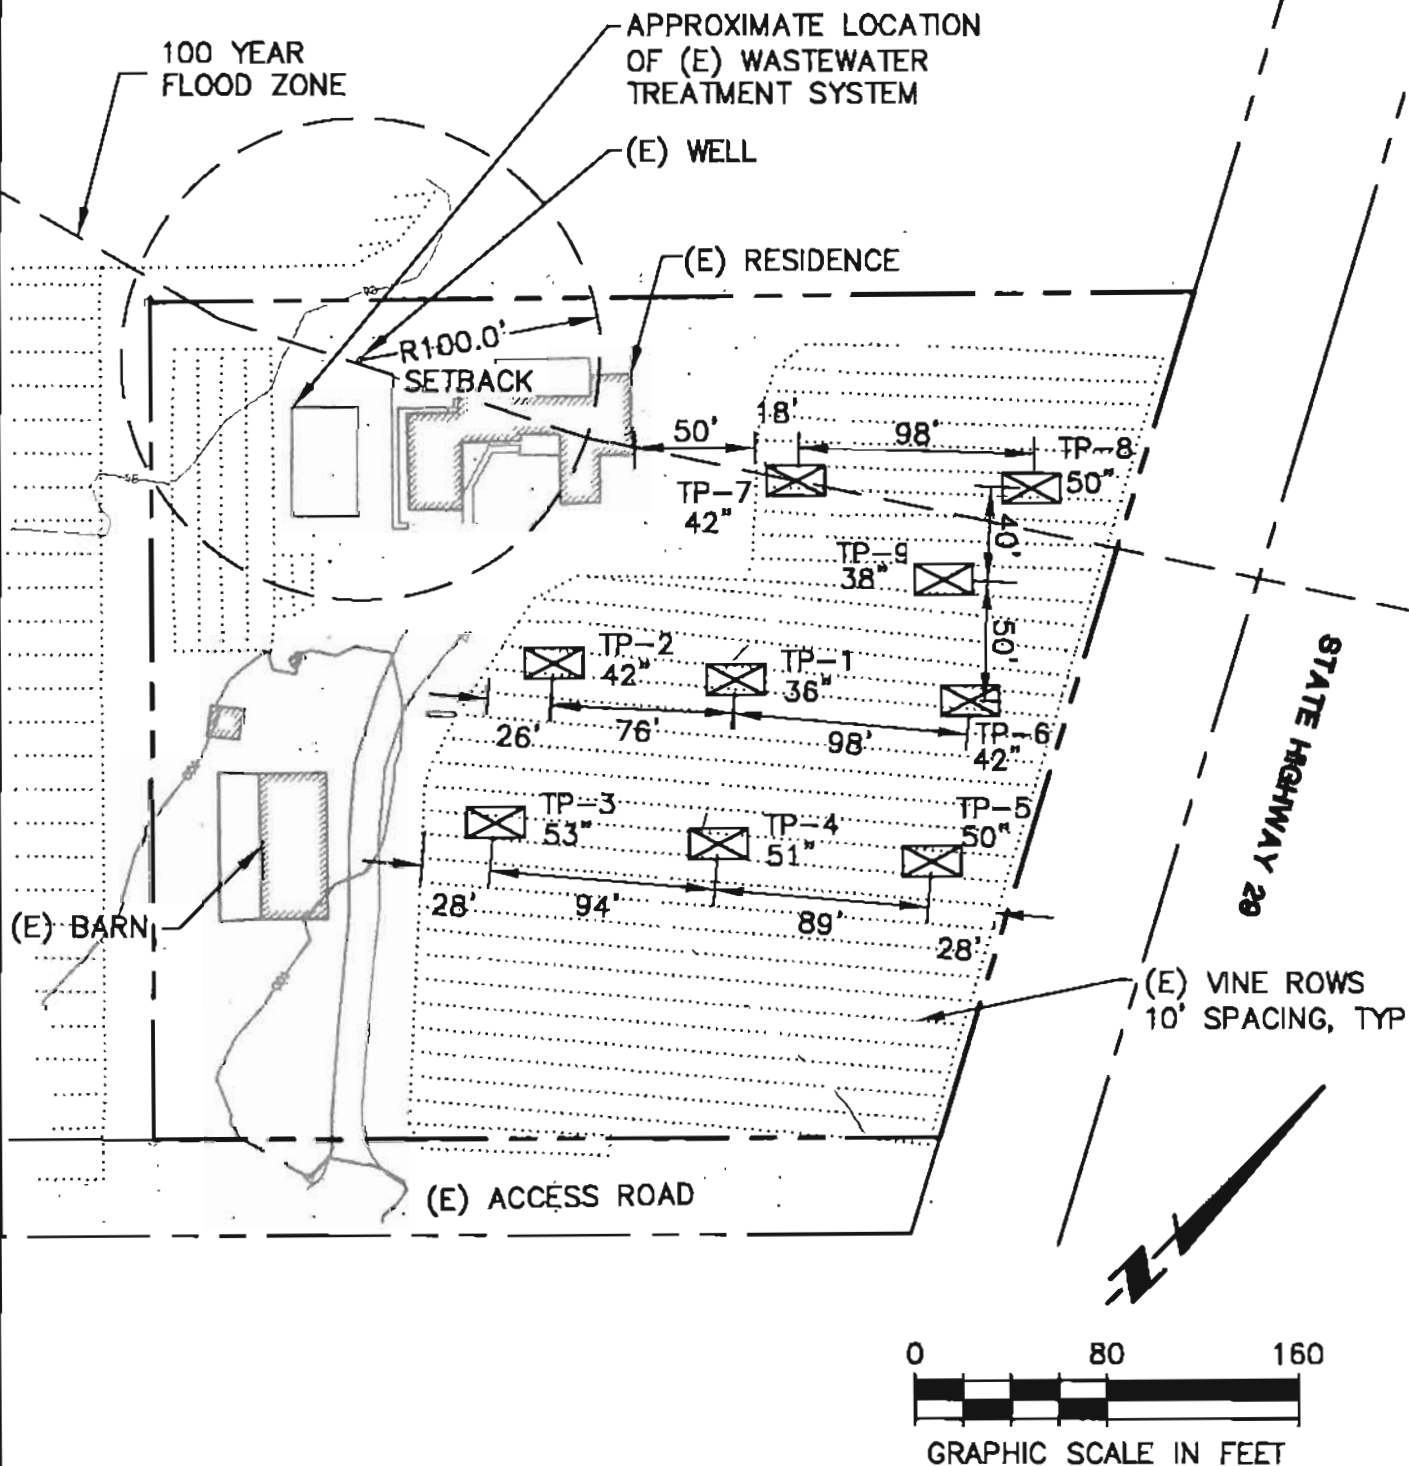 APPROXIMATE LOCATION
OF (E) WASTEWATER
TREATMENT SYSTEM
100 YEAR
FLOOD ZONE
(E) WELL
(E) RESIDENCE
R100.0'
SETBACK
50'
18'
98'
TP-8
50"
TP-7
42"
40'
TP-9
38"
50'
TP-2
42"
TP-1
36"
26'
76'
98'
TP-6
42"
STATE HIGHWAY 29
TP-3
53"
TP-4
51"
TP-5
50"
28'
94'
89'
28'
(E) BARN
(E) VINE ROWS
10' SPACING, TYP
(E) ACCESS ROAD
N
0 80 160
GRAPHIC SCALE IN FEET